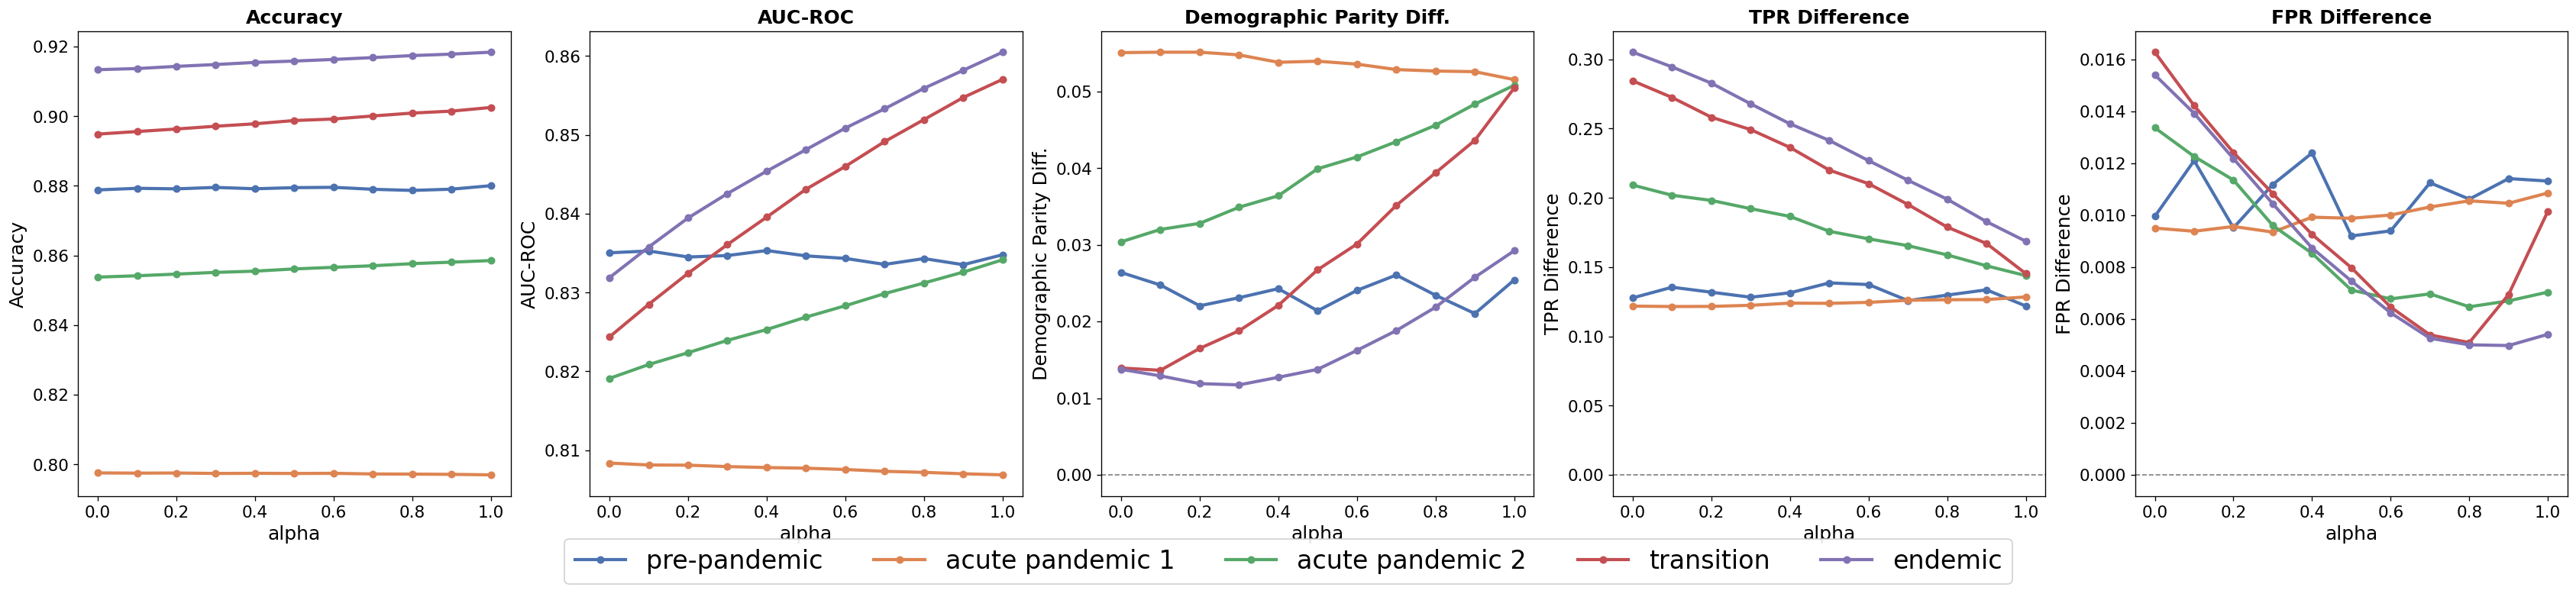 Accuracy
Accuracy
0.92
0.90
0.88
0.86
0.84
0.82
0.80
0.0 0.2 0.4 0.6 0.8 1.0
alpha
AUC-ROC
AUC-ROC
0.86
0.85
0.84
0.83
0.82
0.81
0.0 0.2 0.4 0.6 0.8 1.0
alpha
Demographic Parity Diff.
Demographic Parity Diff.
0.05
0.04
0.03
0.02
0.01
0.00
0.0 0.2 0.4 0.6 0.8 1.0
alpha
TPR Difference
TPR Difference
0.30
0.25
0.20
0.15
0.10
0.05
0.00
0.0 0.2 0.4 0.6 0.8 1.0
alpha
FPR Difference
FPR Difference
0.016
0.014
0.012
0.010
0.008
0.006
0.004
0.002
0.000
0.0 0.2 0.4 0.6 0.8 1.0
alpha
pre-pandemic acute pandemic 1 acute pandemic 2 transition endemic